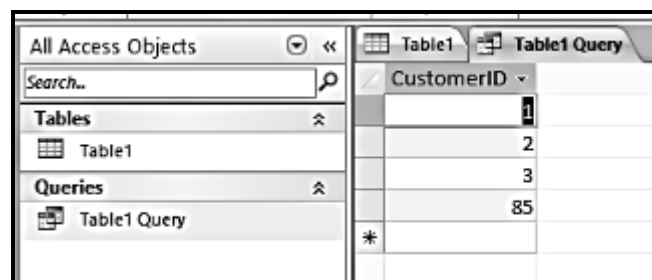 All Access Objects
Search...
Tables
Table1
Queries
Table1 Query
Table1 Table1 Query
CustomerID
1
2
3
85
*